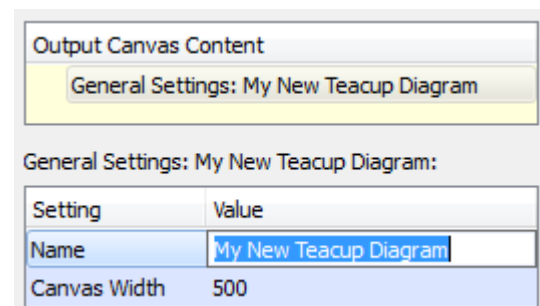 Output Canvas Content
General Settings: My New Teacup Diagram
General Settings: My New Teacup Diagram:
Setting Value
Name My New Teacup Diagram
Canvas Width 500